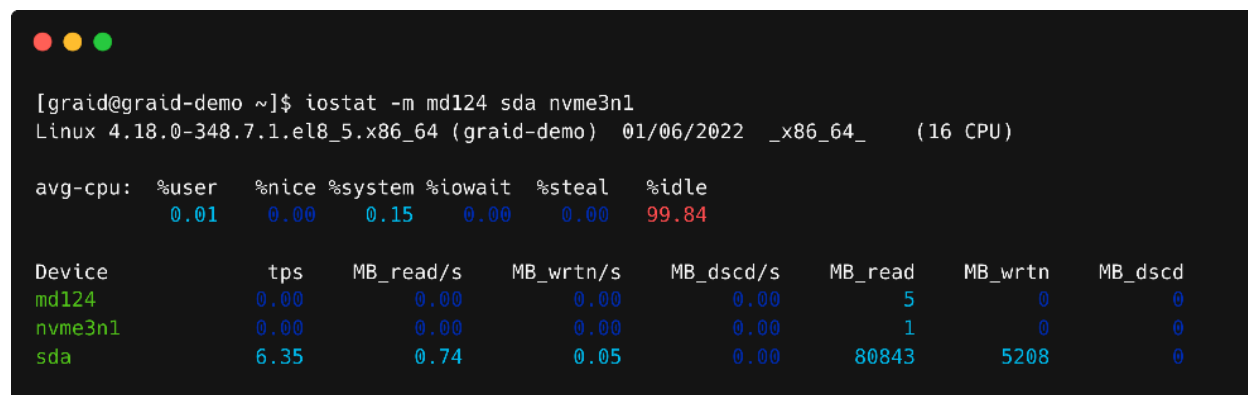 [graid@graid-demo ~]$ iostat -m md124 sda nvme3n1
Linux 4.18.0-348.7.1.el8_5.x86_64 (graid-demo)  01/06/2022  _x86_64_    (16 CPU)
avg-cpu:  %user   %nice %system %iowait  %steal   %idle
0.01    0.00    0.15    0.00    0.00   99.84
Device             tps    MB_read/s    MB_wrtn/s    MB_dscd/s    MB_read    MB_wrtn    MB_dscd
md124             0.00         0.00         0.00         0.00          5          0          0
nvme3n1           0.00         0.00         0.00         0.00          1          0          0
sda               6.35         0.74         0.05         0.00      80843       5208          0